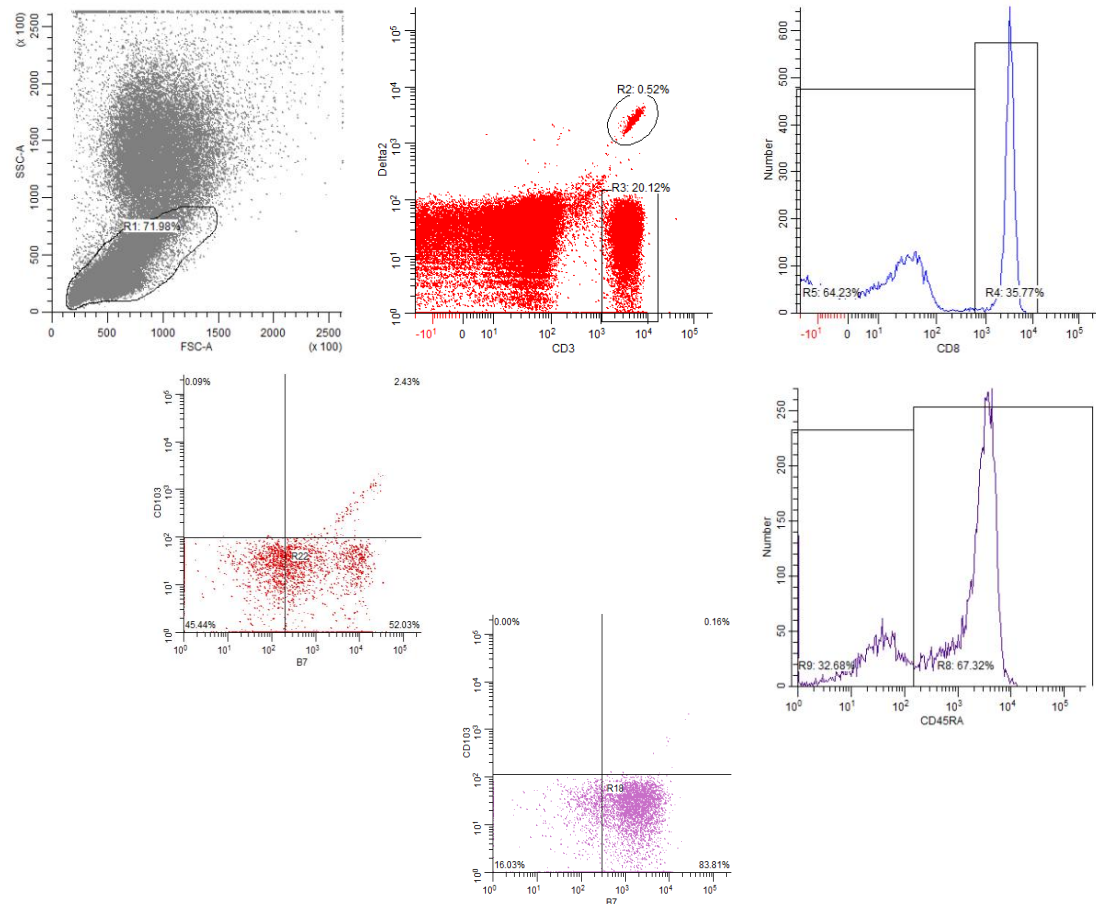 (x 100)
2500
2000
1500
1000
500
0
SSC-A
R1: 71.98%
0 500 1000 1500 2000 2500
FSC-A (x 100)
10^5
10^4
10^3
10^2
10^1
10^0
Delta2
R2: 0.52%
R3: 20.12%
-10^1 0 10^1 10^2 10^3 10^4 10^5
CD3
600
500
400
300
200
100
0
Number
R5: 64.23% R4: 35.77%
-10^1 0 10^1 10^2 10^3 10^4 10^5
CD8
0.09% 2.43%
10^5
10^4
10^3
10^2
10^1
10^0
CD103
R22
45.44% 52.03%
10^0 10^1 10^2 10^3 10^4 10^5
B7
250
200
150
100
50
0
Number
R9: 32.68% R8: 67.32%
10^0 10^1 10^2 10^3 10^4 10^5
CD45RA
0.00% 0.16%
10^5
10^4
10^3
10^2
10^1
10^0
CD103
R18
16.03% 83.81%
10^0 10^1 10^2 10^3 10^4 10^5
B7